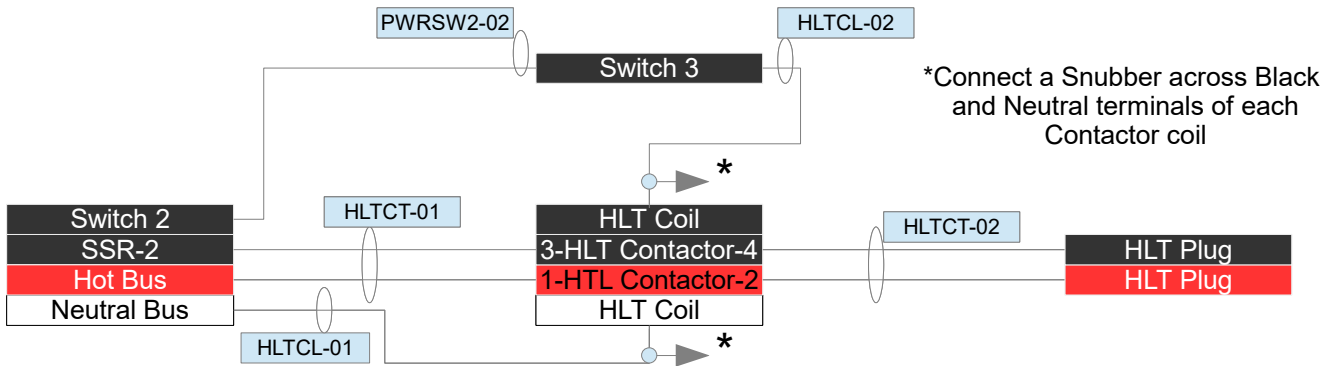 PWRSW2-02
HLTCL-02
Switch 3
*Connect a Snubber across Black
and Neutral terminals of each
Contactor coil
*
Switch 2
HLTCT-01
HLT Coil
HLTCT-02
SSR-2
3-HLT Contactor-4
HLT Plug
Hot Bus
1-HTL Contactor-2
HLT Plug
Neutral Bus
HLT Coil
HLTCL-01
*